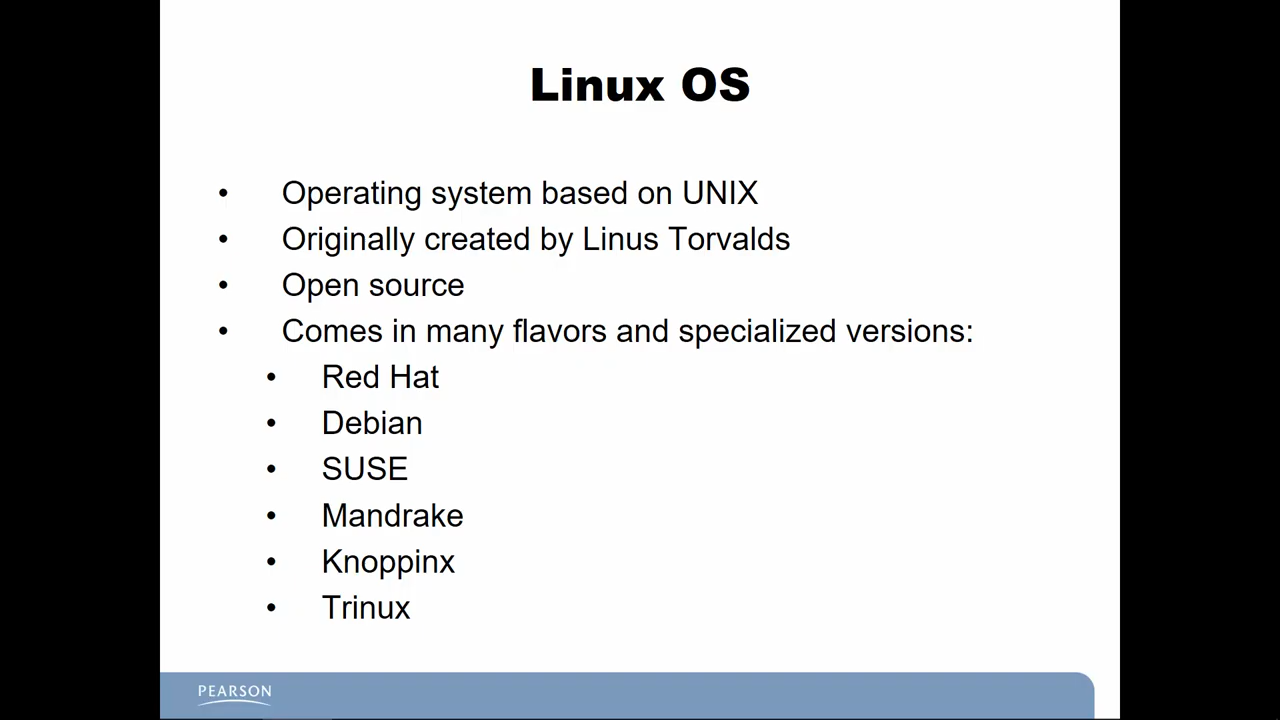 Linux OS
• Operating system based on UNIX
• Originally created by Linus Torvalds
• Open source
• Comes in many flavors and specialized versions:
• Red Hat
• Debian
• SUSE
• Mandrake
• Knoppinx
• Trinux
PEARSON